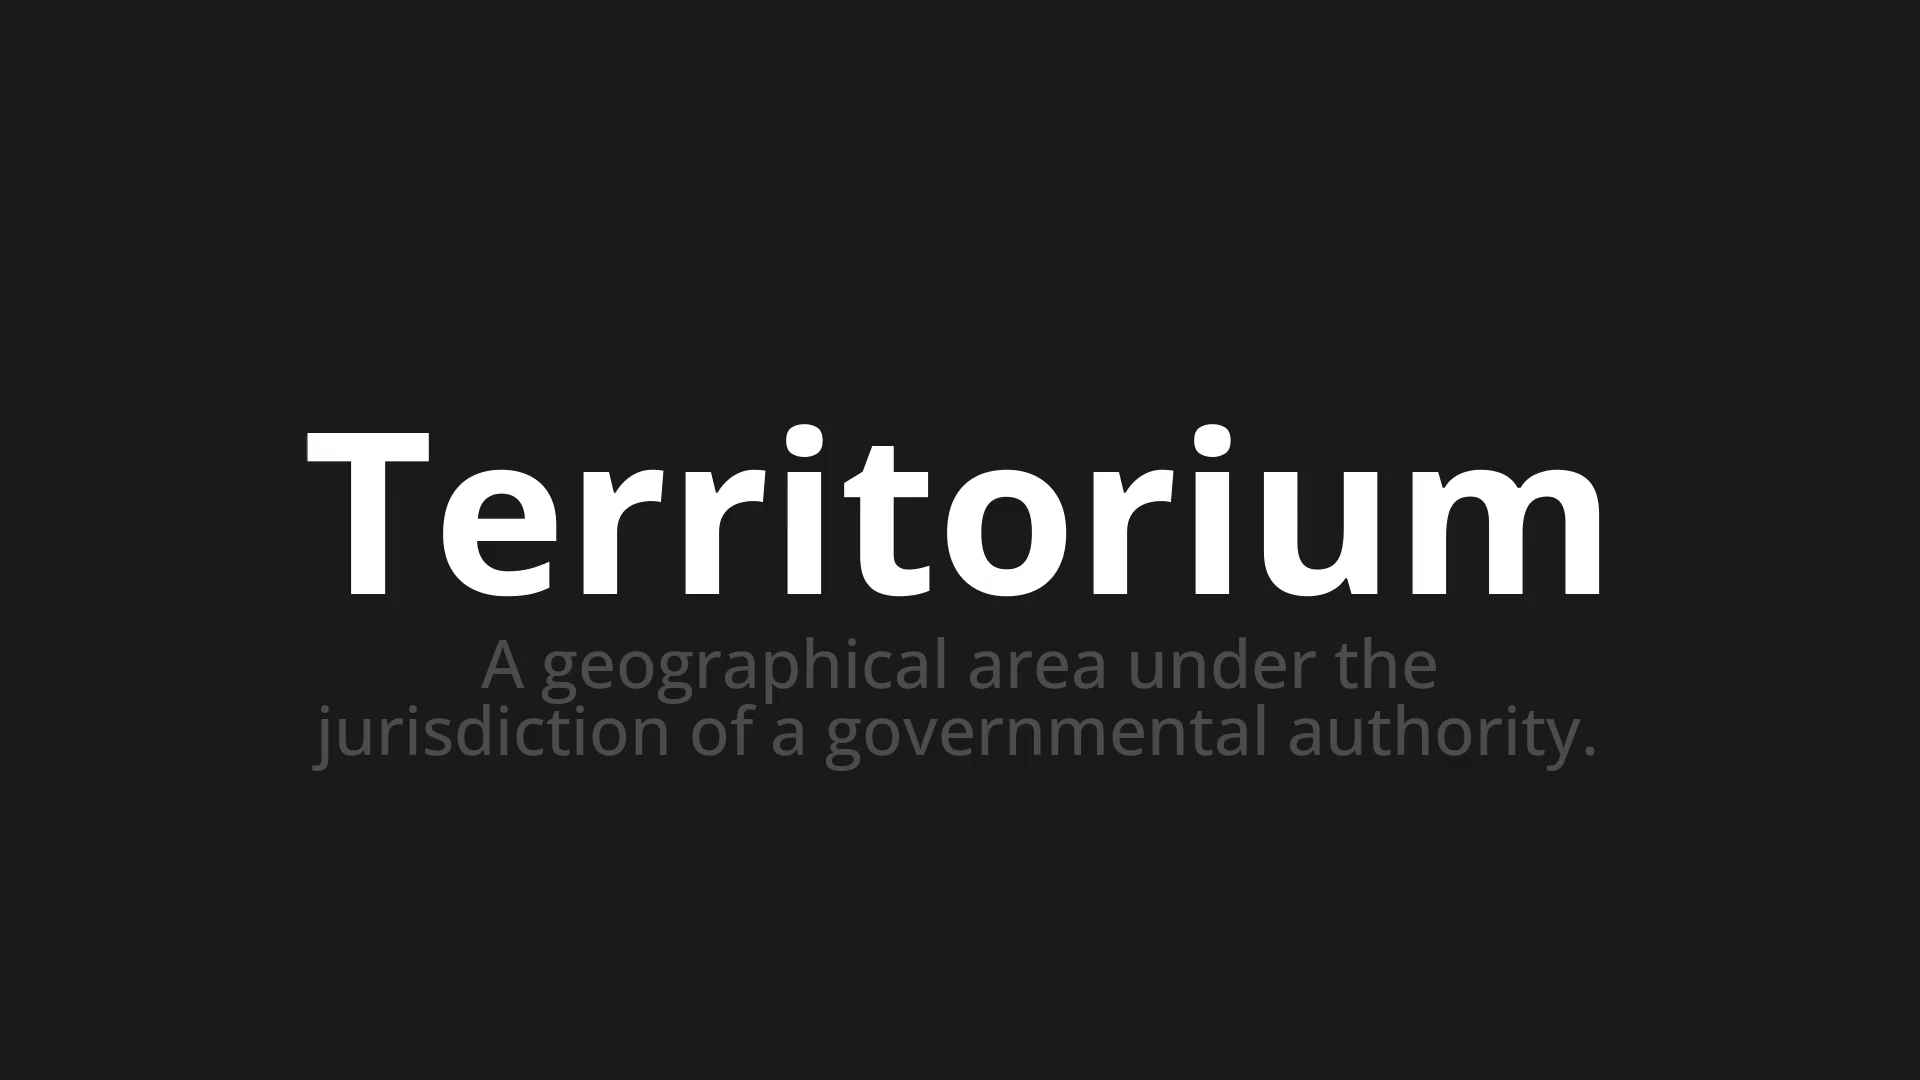 Territorium
A geographical area under the
jurisdiction of a governmental authority.